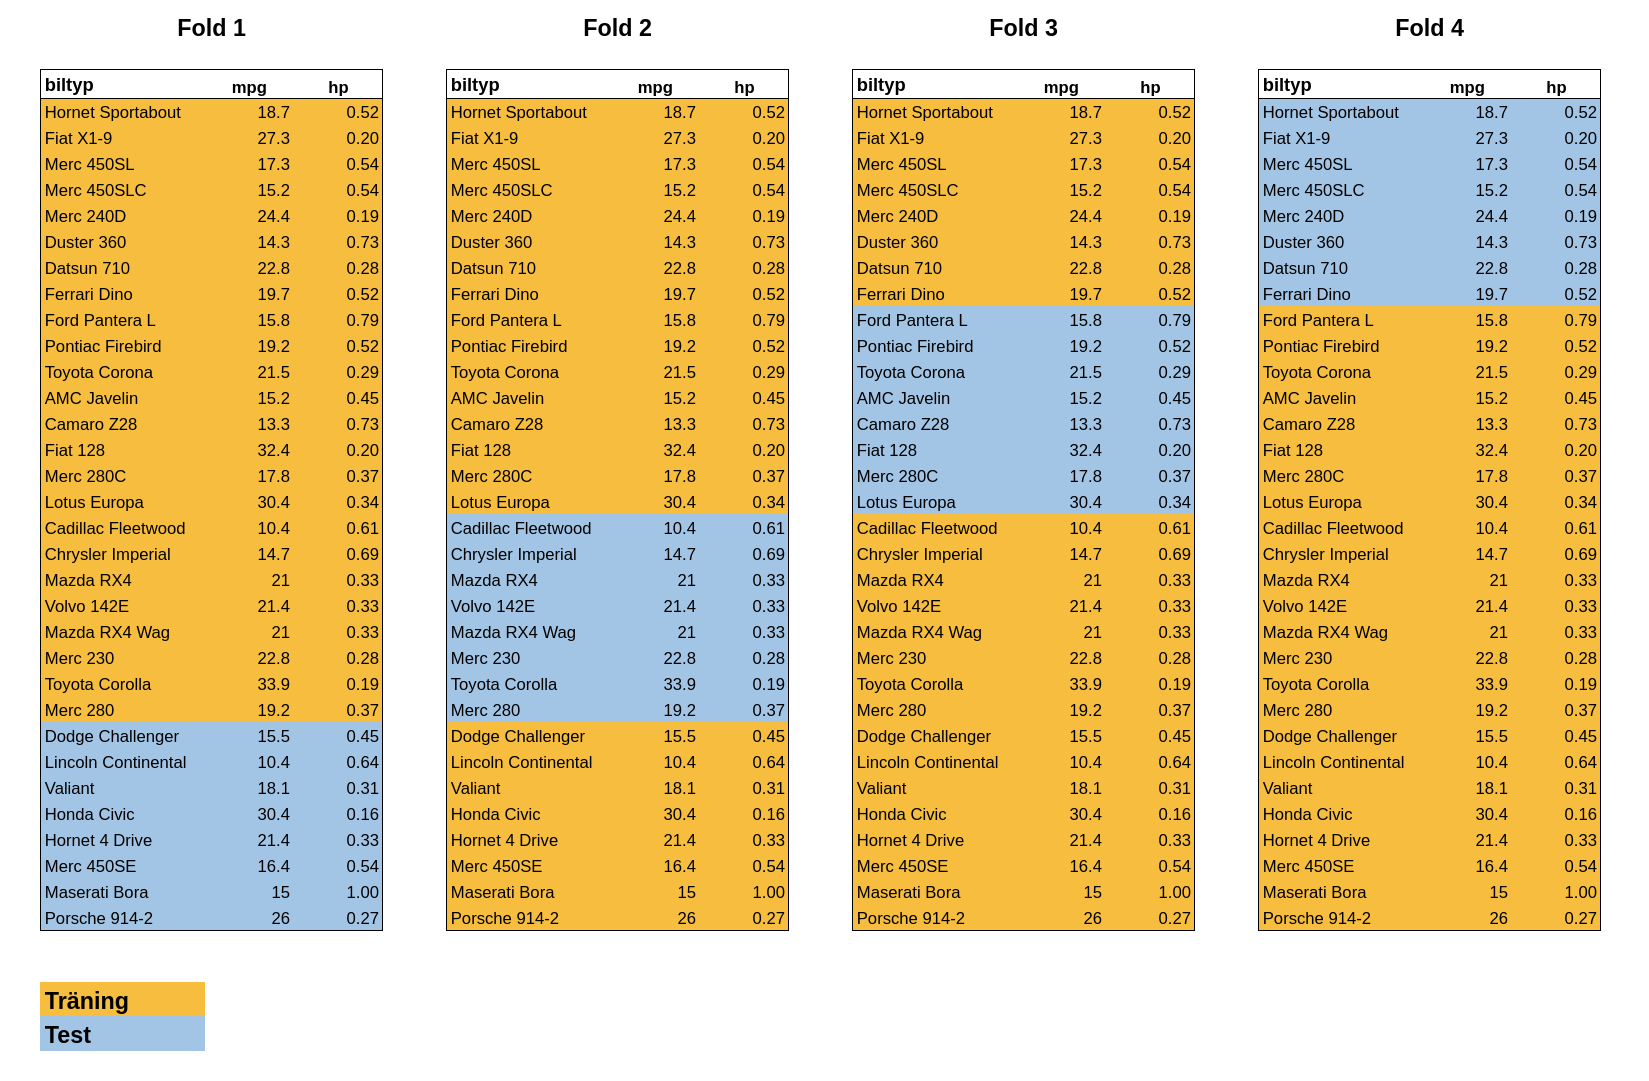 Fold 1 Fold 2 Fold 3 Fold 4
biltyp mpg hp biltyp mpg hp biltyp mpg hp biltyp mpg hp
Hornet Sportabout 18.7 0.52 Hornet Sportabout 18.7 0.52 Hornet Sportabout 18.7 0.52 Hornet Sportabout 18.7 0.52
Fiat X1-9 27.3 0.20 Fiat X1-9 27.3 0.20 Fiat X1-9 27.3 0.20 Fiat X1-9 27.3 0.20
Merc 450SL 17.3 0.54 Merc 450SL 17.3 0.54 Merc 450SL 17.3 0.54 Merc 450SL 17.3 0.54
Merc 450SLC 15.2 0.54 Merc 450SLC 15.2 0.54 Merc 450SLC 15.2 0.54 Merc 450SLC 15.2 0.54
Merc 240D 24.4 0.19 Merc 240D 24.4 0.19 Merc 240D 24.4 0.19 Merc 240D 24.4 0.19
Duster 360 14.3 0.73 Duster 360 14.3 0.73 Duster 360 14.3 0.73 Duster 360 14.3 0.73
Datsun 710 22.8 0.28 Datsun 710 22.8 0.28 Datsun 710 22.8 0.28 Datsun 710 22.8 0.28
Ferrari Dino 19.7 0.52 Ferrari Dino 19.7 0.52 Ferrari Dino 19.7 0.52 Ferrari Dino 19.7 0.52
Ford Pantera L 15.8 0.79 Ford Pantera L 15.8 0.79 Ford Pantera L 15.8 0.79 Ford Pantera L 15.8 0.79
Pontiac Firebird 19.2 0.52 Pontiac Firebird 19.2 0.52 Pontiac Firebird 19.2 0.52 Pontiac Firebird 19.2 0.52
Toyota Corona 21.5 0.29 Toyota Corona 21.5 0.29 Toyota Corona 21.5 0.29 Toyota Corona 21.5 0.29
AMC Javelin 15.2 0.45 AMC Javelin 15.2 0.45 AMC Javelin 15.2 0.45 AMC Javelin 15.2 0.45
Camaro Z28 13.3 0.73 Camaro Z28 13.3 0.73 Camaro Z28 13.3 0.73 Camaro Z28 13.3 0.73
Fiat 128 32.4 0.20 Fiat 128 32.4 0.20 Fiat 128 32.4 0.20 Fiat 128 32.4 0.20
Merc 280C 17.8 0.37 Merc 280C 17.8 0.37 Merc 280C 17.8 0.37 Merc 280C 17.8 0.37
Lotus Europa 30.4 0.34 Lotus Europa 30.4 0.34 Lotus Europa 30.4 0.34 Lotus Europa 30.4 0.34
Cadillac Fleetwood 10.4 0.61 Cadillac Fleetwood 10.4 0.61 Cadillac Fleetwood 10.4 0.61 Cadillac Fleetwood 10.4 0.61
Chrysler Imperial 14.7 0.69 Chrysler Imperial 14.7 0.69 Chrysler Imperial 14.7 0.69 Chrysler Imperial 14.7 0.69
Mazda RX4 21 0.33 Mazda RX4 21 0.33 Mazda RX4 21 0.33 Mazda RX4 21 0.33
Volvo 142E 21.4 0.33 Volvo 142E 21.4 0.33 Volvo 142E 21.4 0.33 Volvo 142E 21.4 0.33
Mazda RX4 Wag 21 0.33 Mazda RX4 Wag 21 0.33 Mazda RX4 Wag 21 0.33 Mazda RX4 Wag 21 0.33
Merc 230 22.8 0.28 Merc 230 22.8 0.28 Merc 230 22.8 0.28 Merc 230 22.8 0.28
Toyota Corolla 33.9 0.19 Toyota Corolla 33.9 0.19 Toyota Corolla 33.9 0.19 Toyota Corolla 33.9 0.19
Merc 280 19.2 0.37 Merc 280 19.2 0.37 Merc 280 19.2 0.37 Merc 280 19.2 0.37
Dodge Challenger 15.5 0.45 Dodge Challenger 15.5 0.45 Dodge Challenger 15.5 0.45 Dodge Challenger 15.5 0.45
Lincoln Continental 10.4 0.64 Lincoln Continental 10.4 0.64 Lincoln Continental 10.4 0.64 Lincoln Continental 10.4 0.64
Valiant 18.1 0.31 Valiant 18.1 0.31 Valiant 18.1 0.31 Valiant 18.1 0.31
Honda Civic 30.4 0.16 Honda Civic 30.4 0.16 Honda Civic 30.4 0.16 Honda Civic 30.4 0.16
Hornet 4 Drive 21.4 0.33 Hornet 4 Drive 21.4 0.33 Hornet 4 Drive 21.4 0.33 Hornet 4 Drive 21.4 0.33
Merc 450SE 16.4 0.54 Merc 450SE 16.4 0.54 Merc 450SE 16.4 0.54 Merc 450SE 16.4 0.54
Maserati Bora 15 1.00 Maserati Bora 15 1.00 Maserati Bora 15 1.00 Maserati Bora 15 1.00
Porsche 914-2 26 0.27 Porsche 914-2 26 0.27 Porsche 914-2 26 0.27 Porsche 914-2 26 0.27
Träning
Test